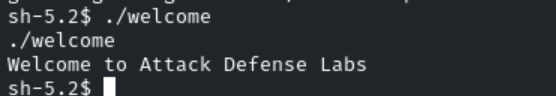 sh-5.2$ ./welcome
./welcome
Welcome to Attack Defense Labs
sh-5.2$